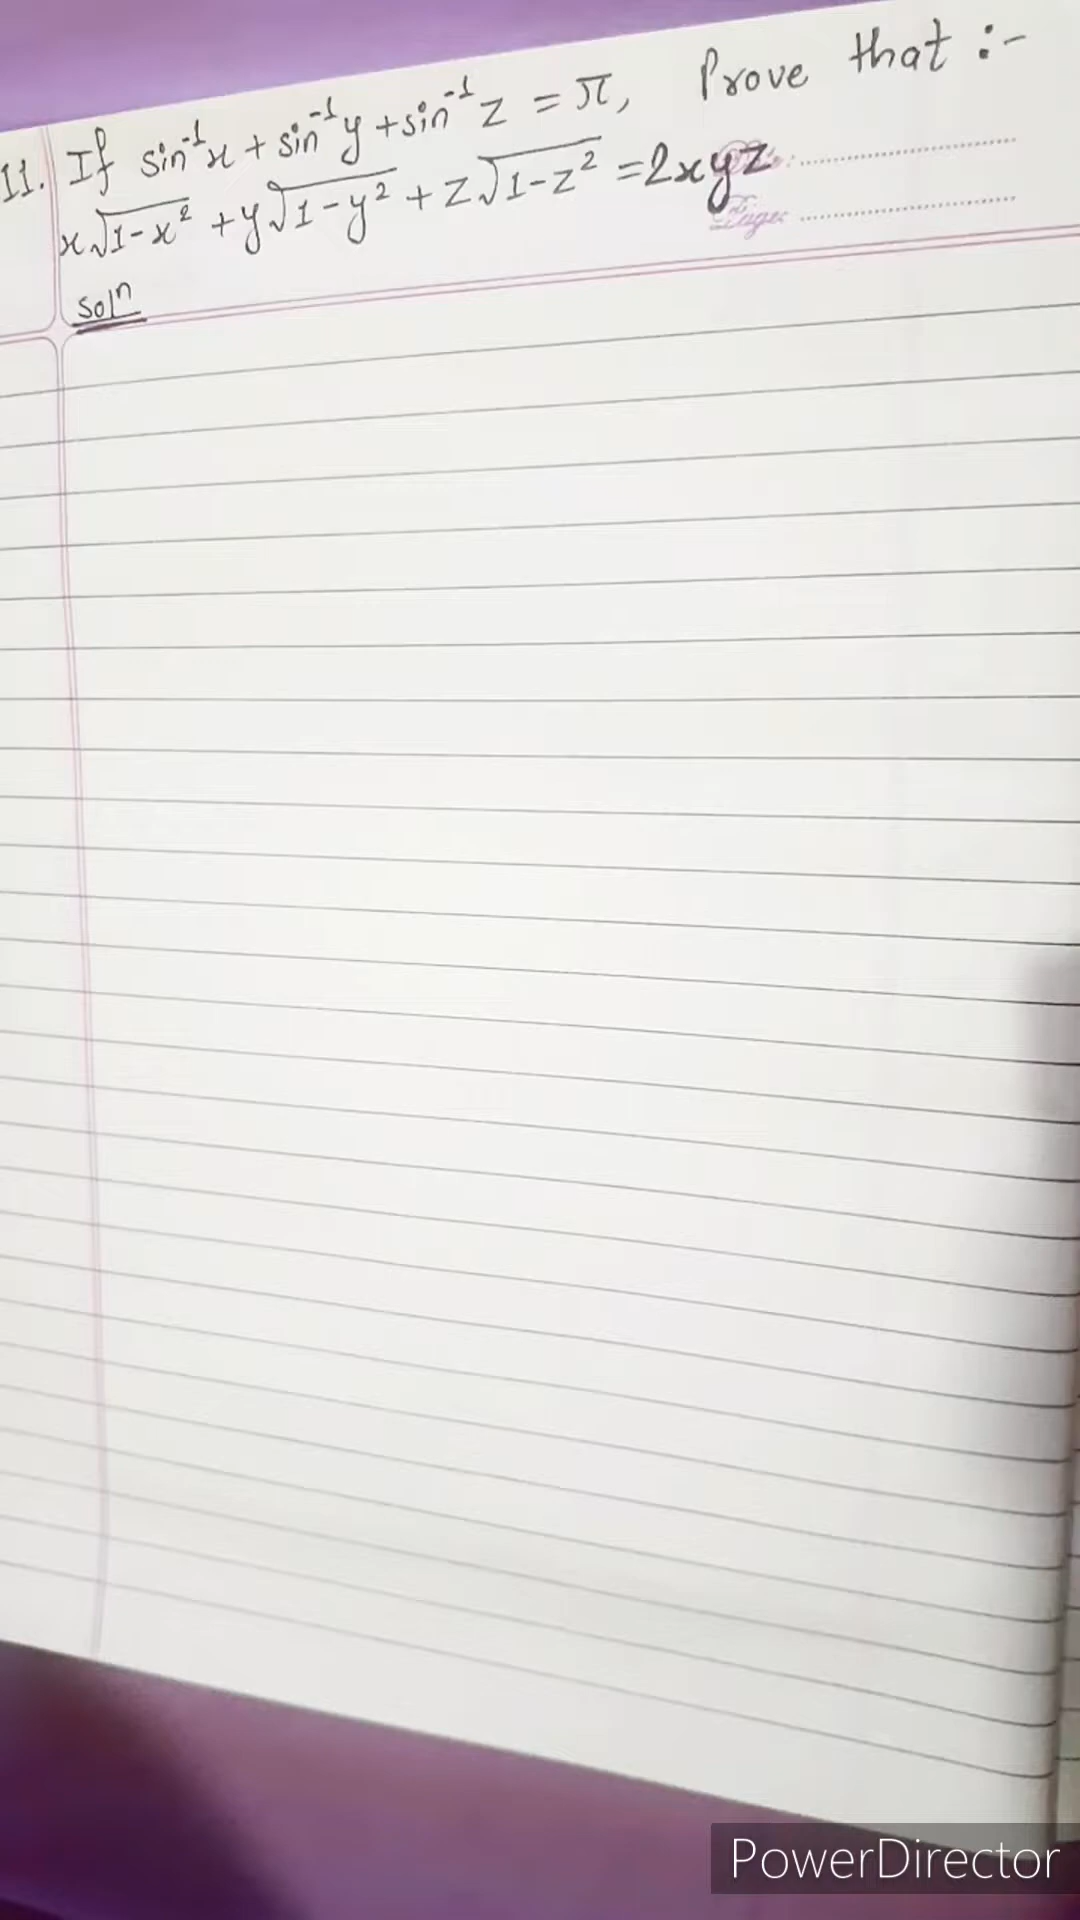 11. If sin⁻¹x + sin⁻¹y + sin⁻¹z = π, Prove that :-
x√1-x² + y√1-y² + z√1-z² = 2xyz
Soln
Page:
PowerDirector